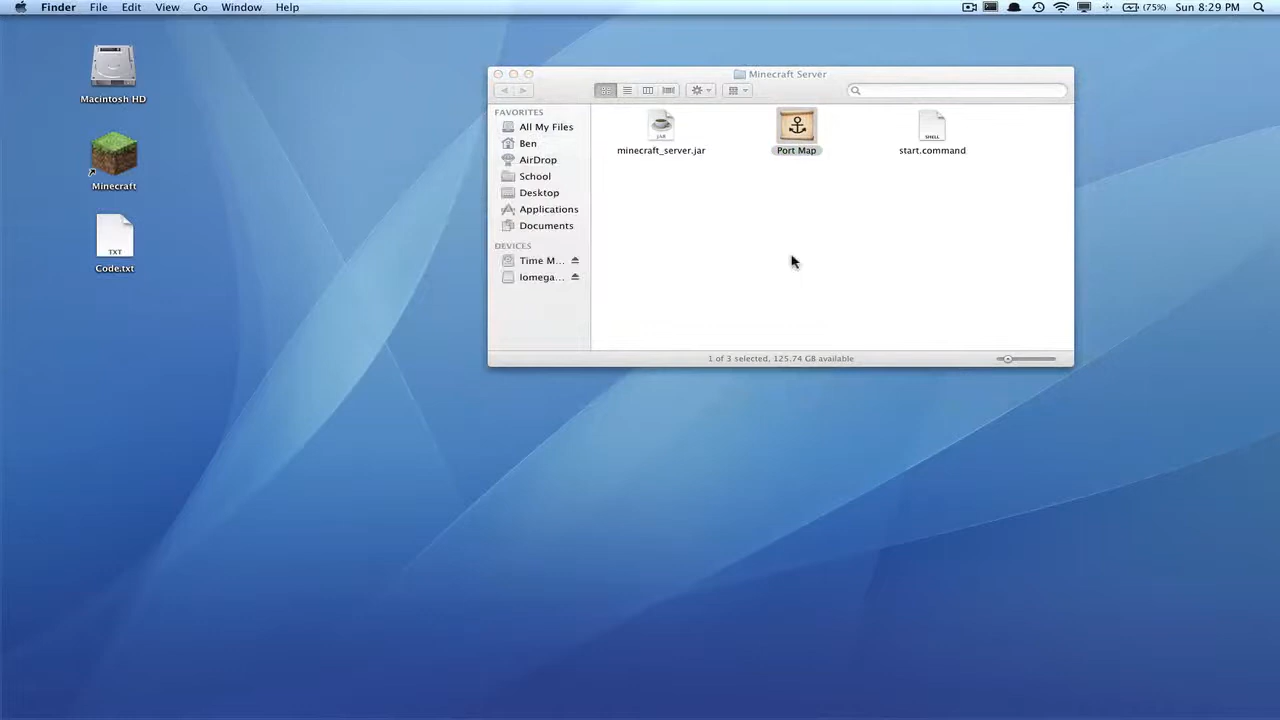 Finder File Edit View Go Window Help (75%) Sun 8:29 PM
Macintosh HD
Minecraft
TXT
Code.txt
Minecraft Server
FAVORITES
All My Files
Ben
AirDrop
School
Desktop
Applications
Documents
DEVICES
Time M...
Iomega...
JAR
minecraft_server.jar
Port Map
SHELL
start.command
1 of 3 selected, 125.74 GB available